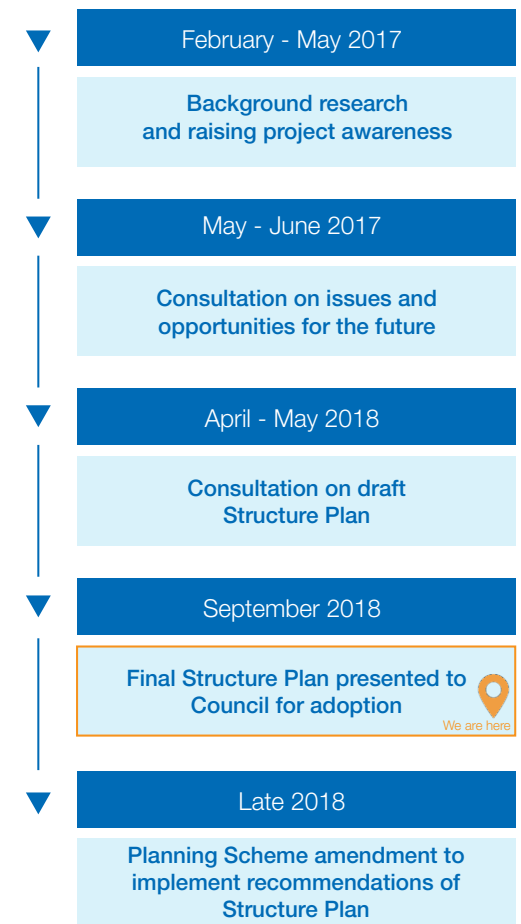 February - May 2017
Background research
and raising project awareness
May - June 2017
Consultation on issues and
opportunities for the future
April - May 2018
Consultation on draft
Structure Plan
September 2018
Final Structure Plan presented to
Council for adoption
We are here
Late 2018
Planning Scheme amendment to
implement recommendations of
Structure Plan